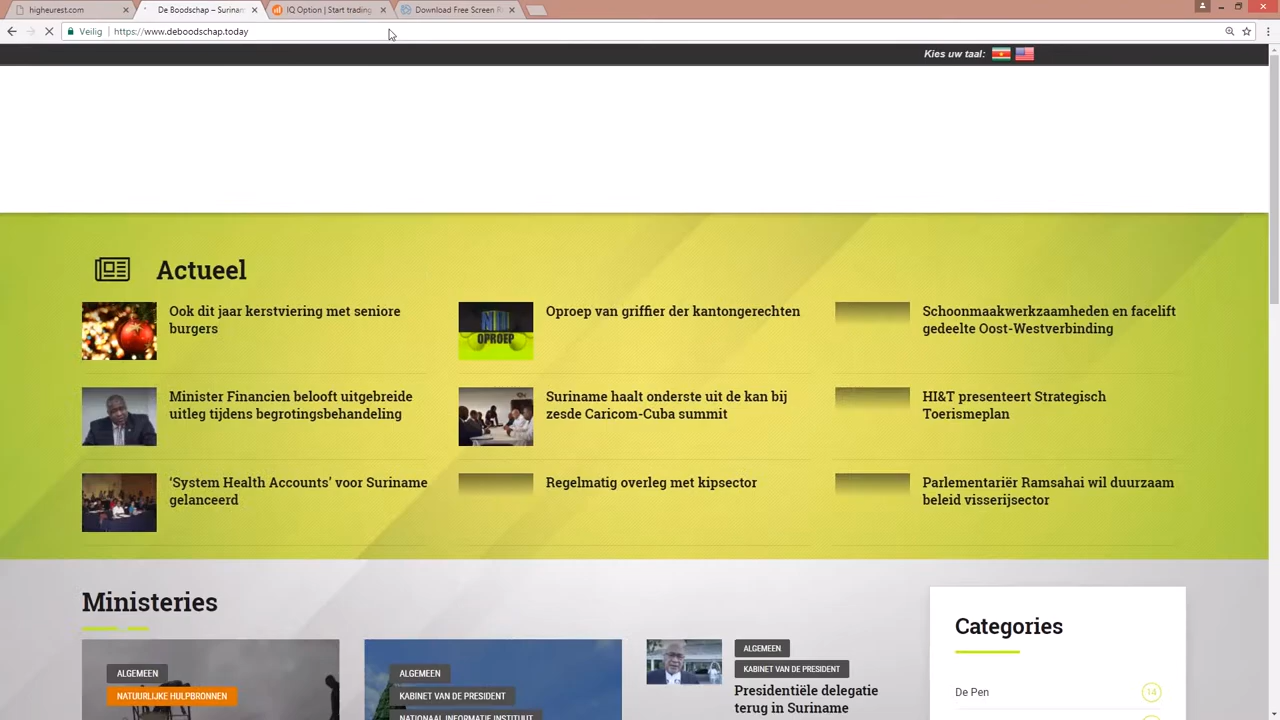 higheurest.com
De Boodschap – Surinam
IQ Option | Start trading
Download Free Screen R
Veilig
https://www.deboodschap.today
Kies uw taal:
Actueel
Ook dit jaar kerstviering met seniore
burgers
Oproep van griffier der kantongerechten
OPROEP
Schoonmaakwerkzaamheden en facelift
gedeelte Oost-Westverbinding
Minister Financien belooft uitgebreide
uitleg tijdens begrotingsbehandeling
Suriname haalt onderste uit de kan bij
zesde Caricom-Cuba summit
HI&T presenteert Strategisch
Toerismeplan
‘System Health Accounts’ voor Suriname
gelanceerd
Regelmatig overleg met kipsector
Parlementariër Ramsahai wil duurzaam
beleid visserijsector
Ministeries
ALGEMEEN
NATUURLIJKE HULPBRONNEN
ALGEMEEN
KABINET VAN DE PRESIDENT
NATIONAAL INFORMATIE INSTITUUT
ALGEMEEN
KABINET VAN DE PRESIDENT
Presidentiële delegatie
terug in Suriname
Categories
De Pen
14